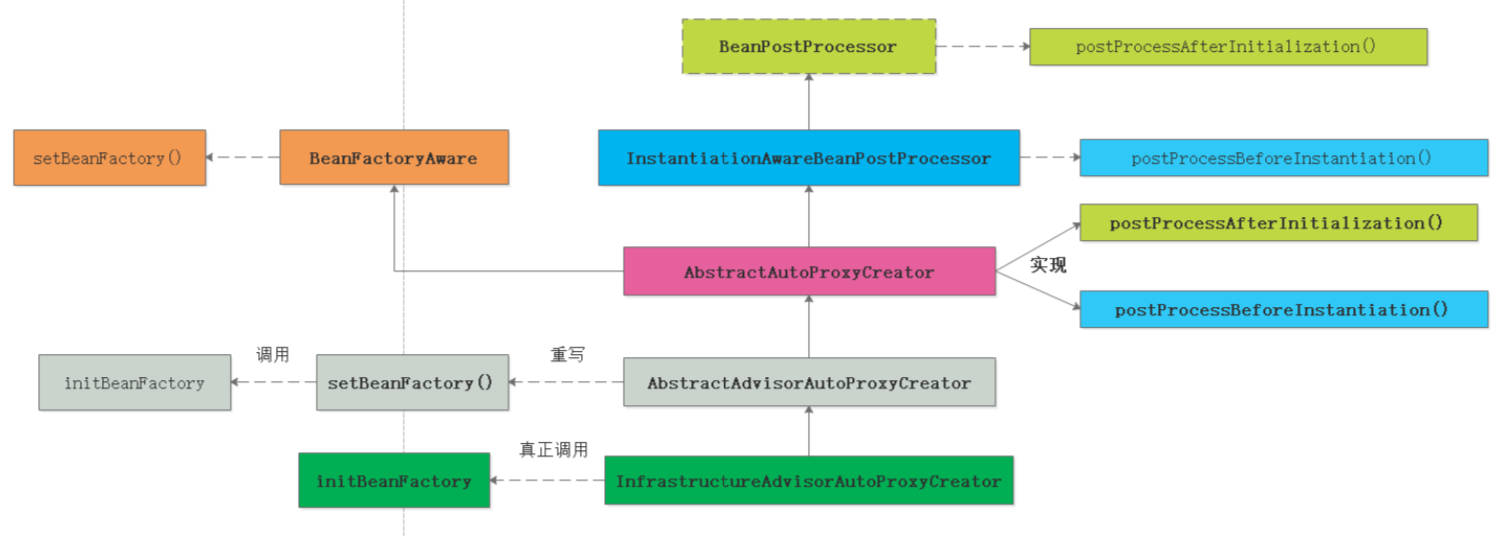 BeanPostProcessor
postProcessAfterInitialization()
setBeanFactory()
BeanFactoryAware
InstantiationAwareBeanPostProcessor
postProcessBeforeInstantiation()
postProcessAfterInitialization()
AbstractAutoProxyCreator
实现
postProcessBeforeInstantiation()
调用
重写
initBeanFactory
setBeanFactory()
AbstractAdvisorAutoProxyCreator
真正调用
initBeanFactory
InfrastructureAdvisorAutoProxyCreator